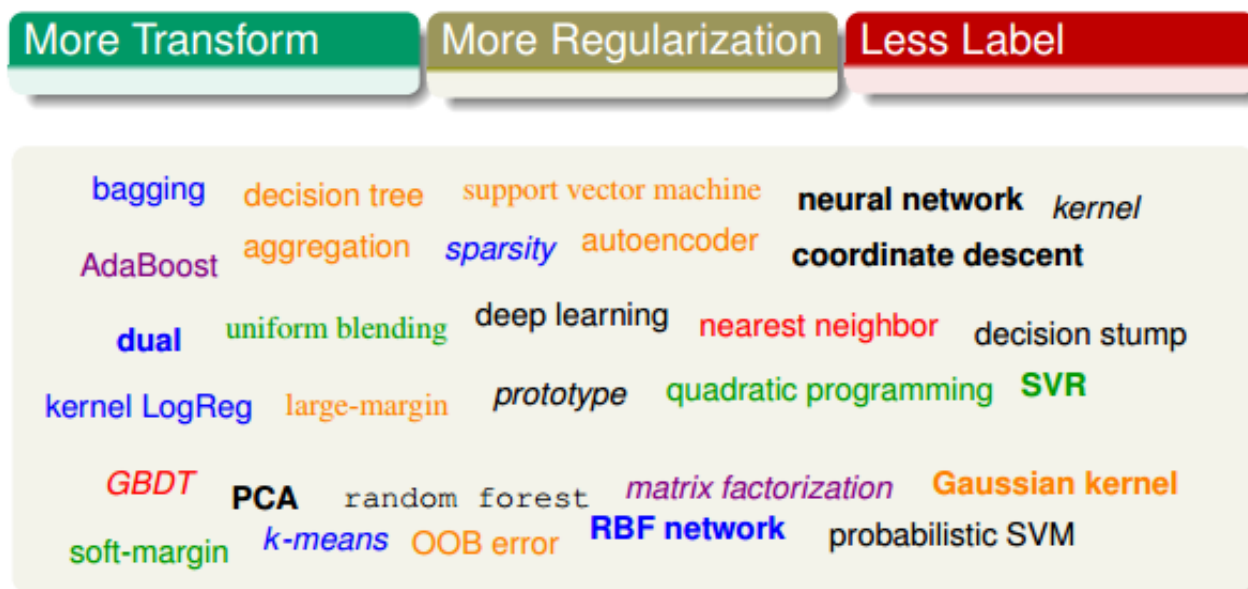 More Transform More Regularization Less Label
bagging decision tree support vector machine neural network kernel
AdaBoost aggregation sparsity autoencoder coordinate descent
dual uniform blending deep learning nearest neighbor decision stump
kernel LogReg large-margin prototype quadratic programming SVR
GBDT PCA random forest matrix factorization Gaussian kernel
soft-margin k-means OOB error RBF network probabilistic SVM